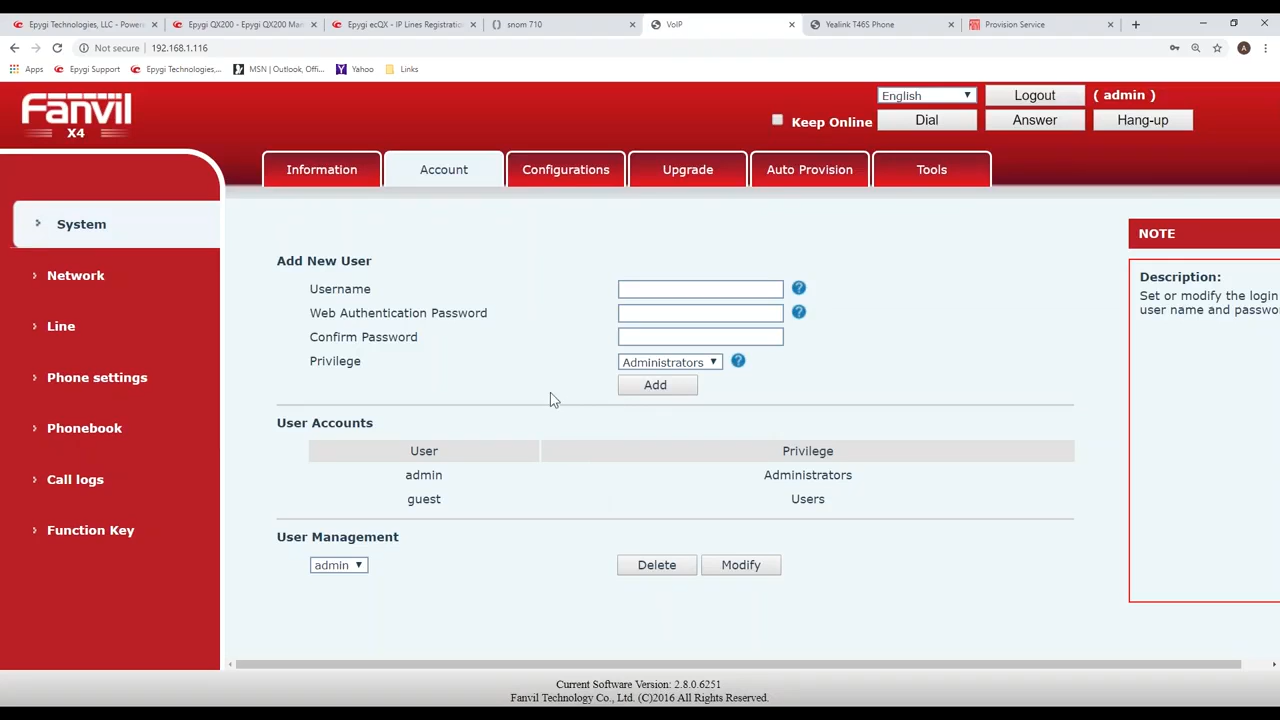 Epygi Technologies, LLC - Power
Epygi QX200 - Epygi QX200 Man
Epygi ecQX - IP Lines Registratio
snom 710
VoIP
Yealink T46S Phone
Provision Service
Not secure | 192.168.1.116
A
Apps
Epygi Support
Epygi Technologies,...
MSN | Outlook, Offi...
Yahoo
Links
Fanvil
X4
English
Logout
( admin )
Keep Online
Dial
Answer
Hang-up
Information
Account
Configurations
Upgrade
Auto Provision
Tools
System
Network
Line
Phone settings
Phonebook
Call logs
Function Key
Add New User
Username
Web Authentication Password
Confirm Password
Privilege
Administrators
Add
User Accounts
User Privilege
admin Administrators
guest Users
User Management
admin
Delete
Modify
NOTE
Description:
Set or modify the login
user name and passwo
Current Software Version: 2.8.0.6251
Fanvil Technology Co., Ltd. (C)2016 All Rights Reserved.